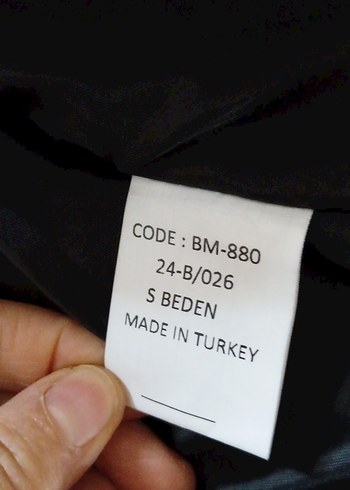 CODE : BM-880
24-B/026
S BEDEN
MADE IN TURKEY